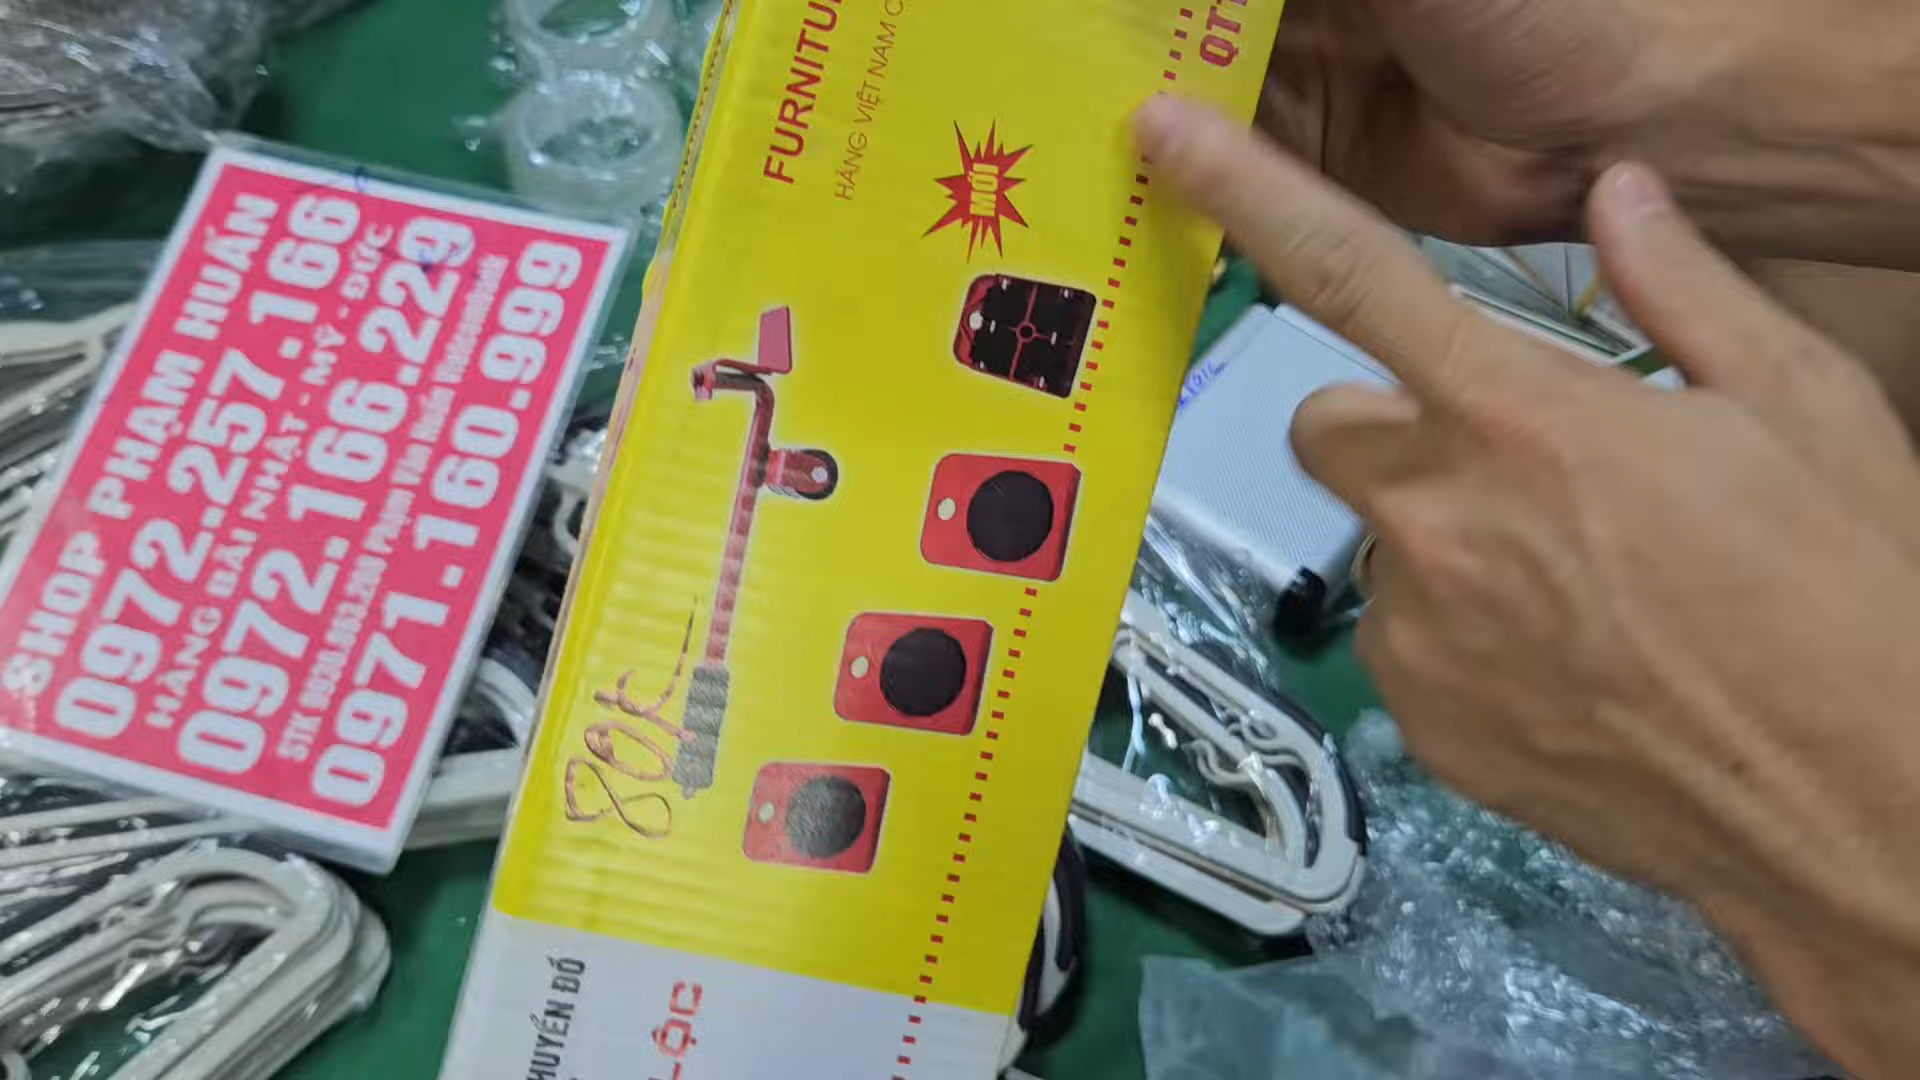 SHOP PHẠM HUẤN
0972.257.166
HÀNG BÃI NHẬT - MỸ - ĐỨC
0972.166.229
0971.160.999
FURNITU
HÀNG VIỆT NAM C
MỚI
QT1
80K
HUYỂN ĐỒ
LỘC